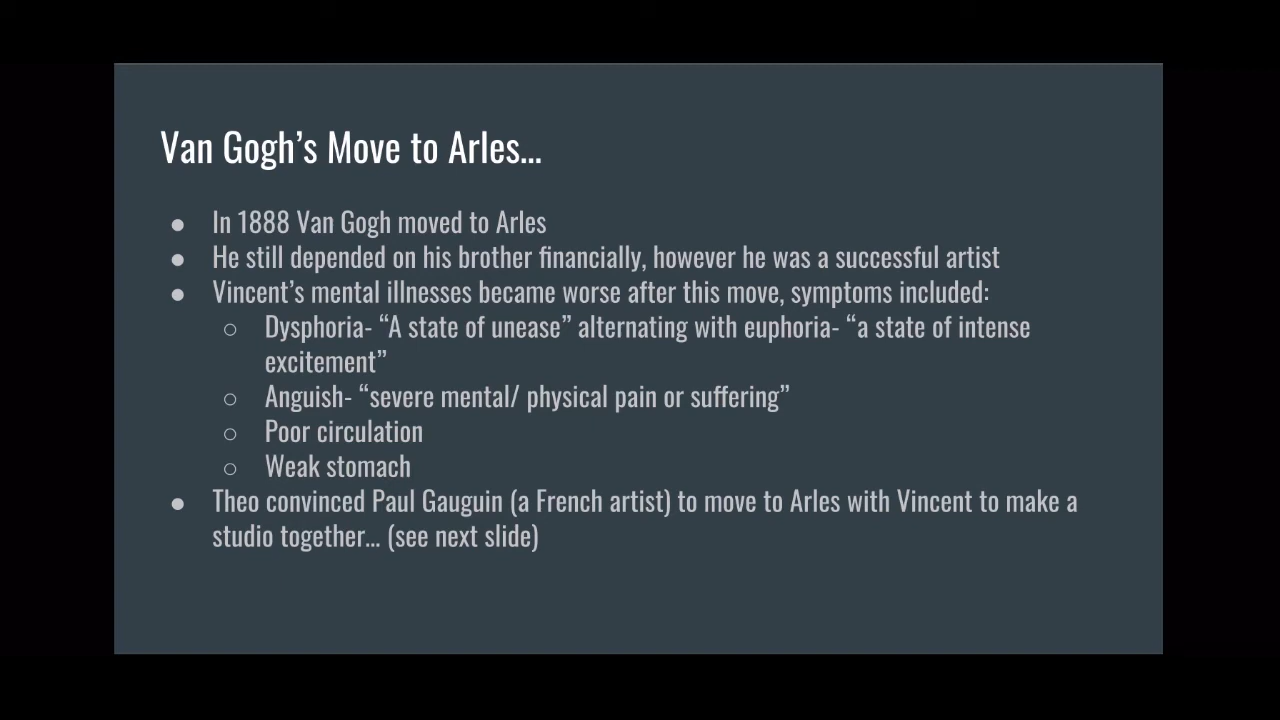 Van Gogh’s Move to Arles...
● In 1888 Van Gogh moved to Arles
● He still depended on his brother financially, however he was a successful artist
● Vincent’s mental illnesses became worse after this move, symptoms included:
○ Dysphoria- “A state of unease” alternating with euphoria- “a state of intense
excitement”
○ Anguish- “severe mental/ physical pain or suffering”
○ Poor circulation
○ Weak stomach
● Theo convinced Paul Gauguin (a French artist) to move to Arles with Vincent to make a
studio together... (see next slide)